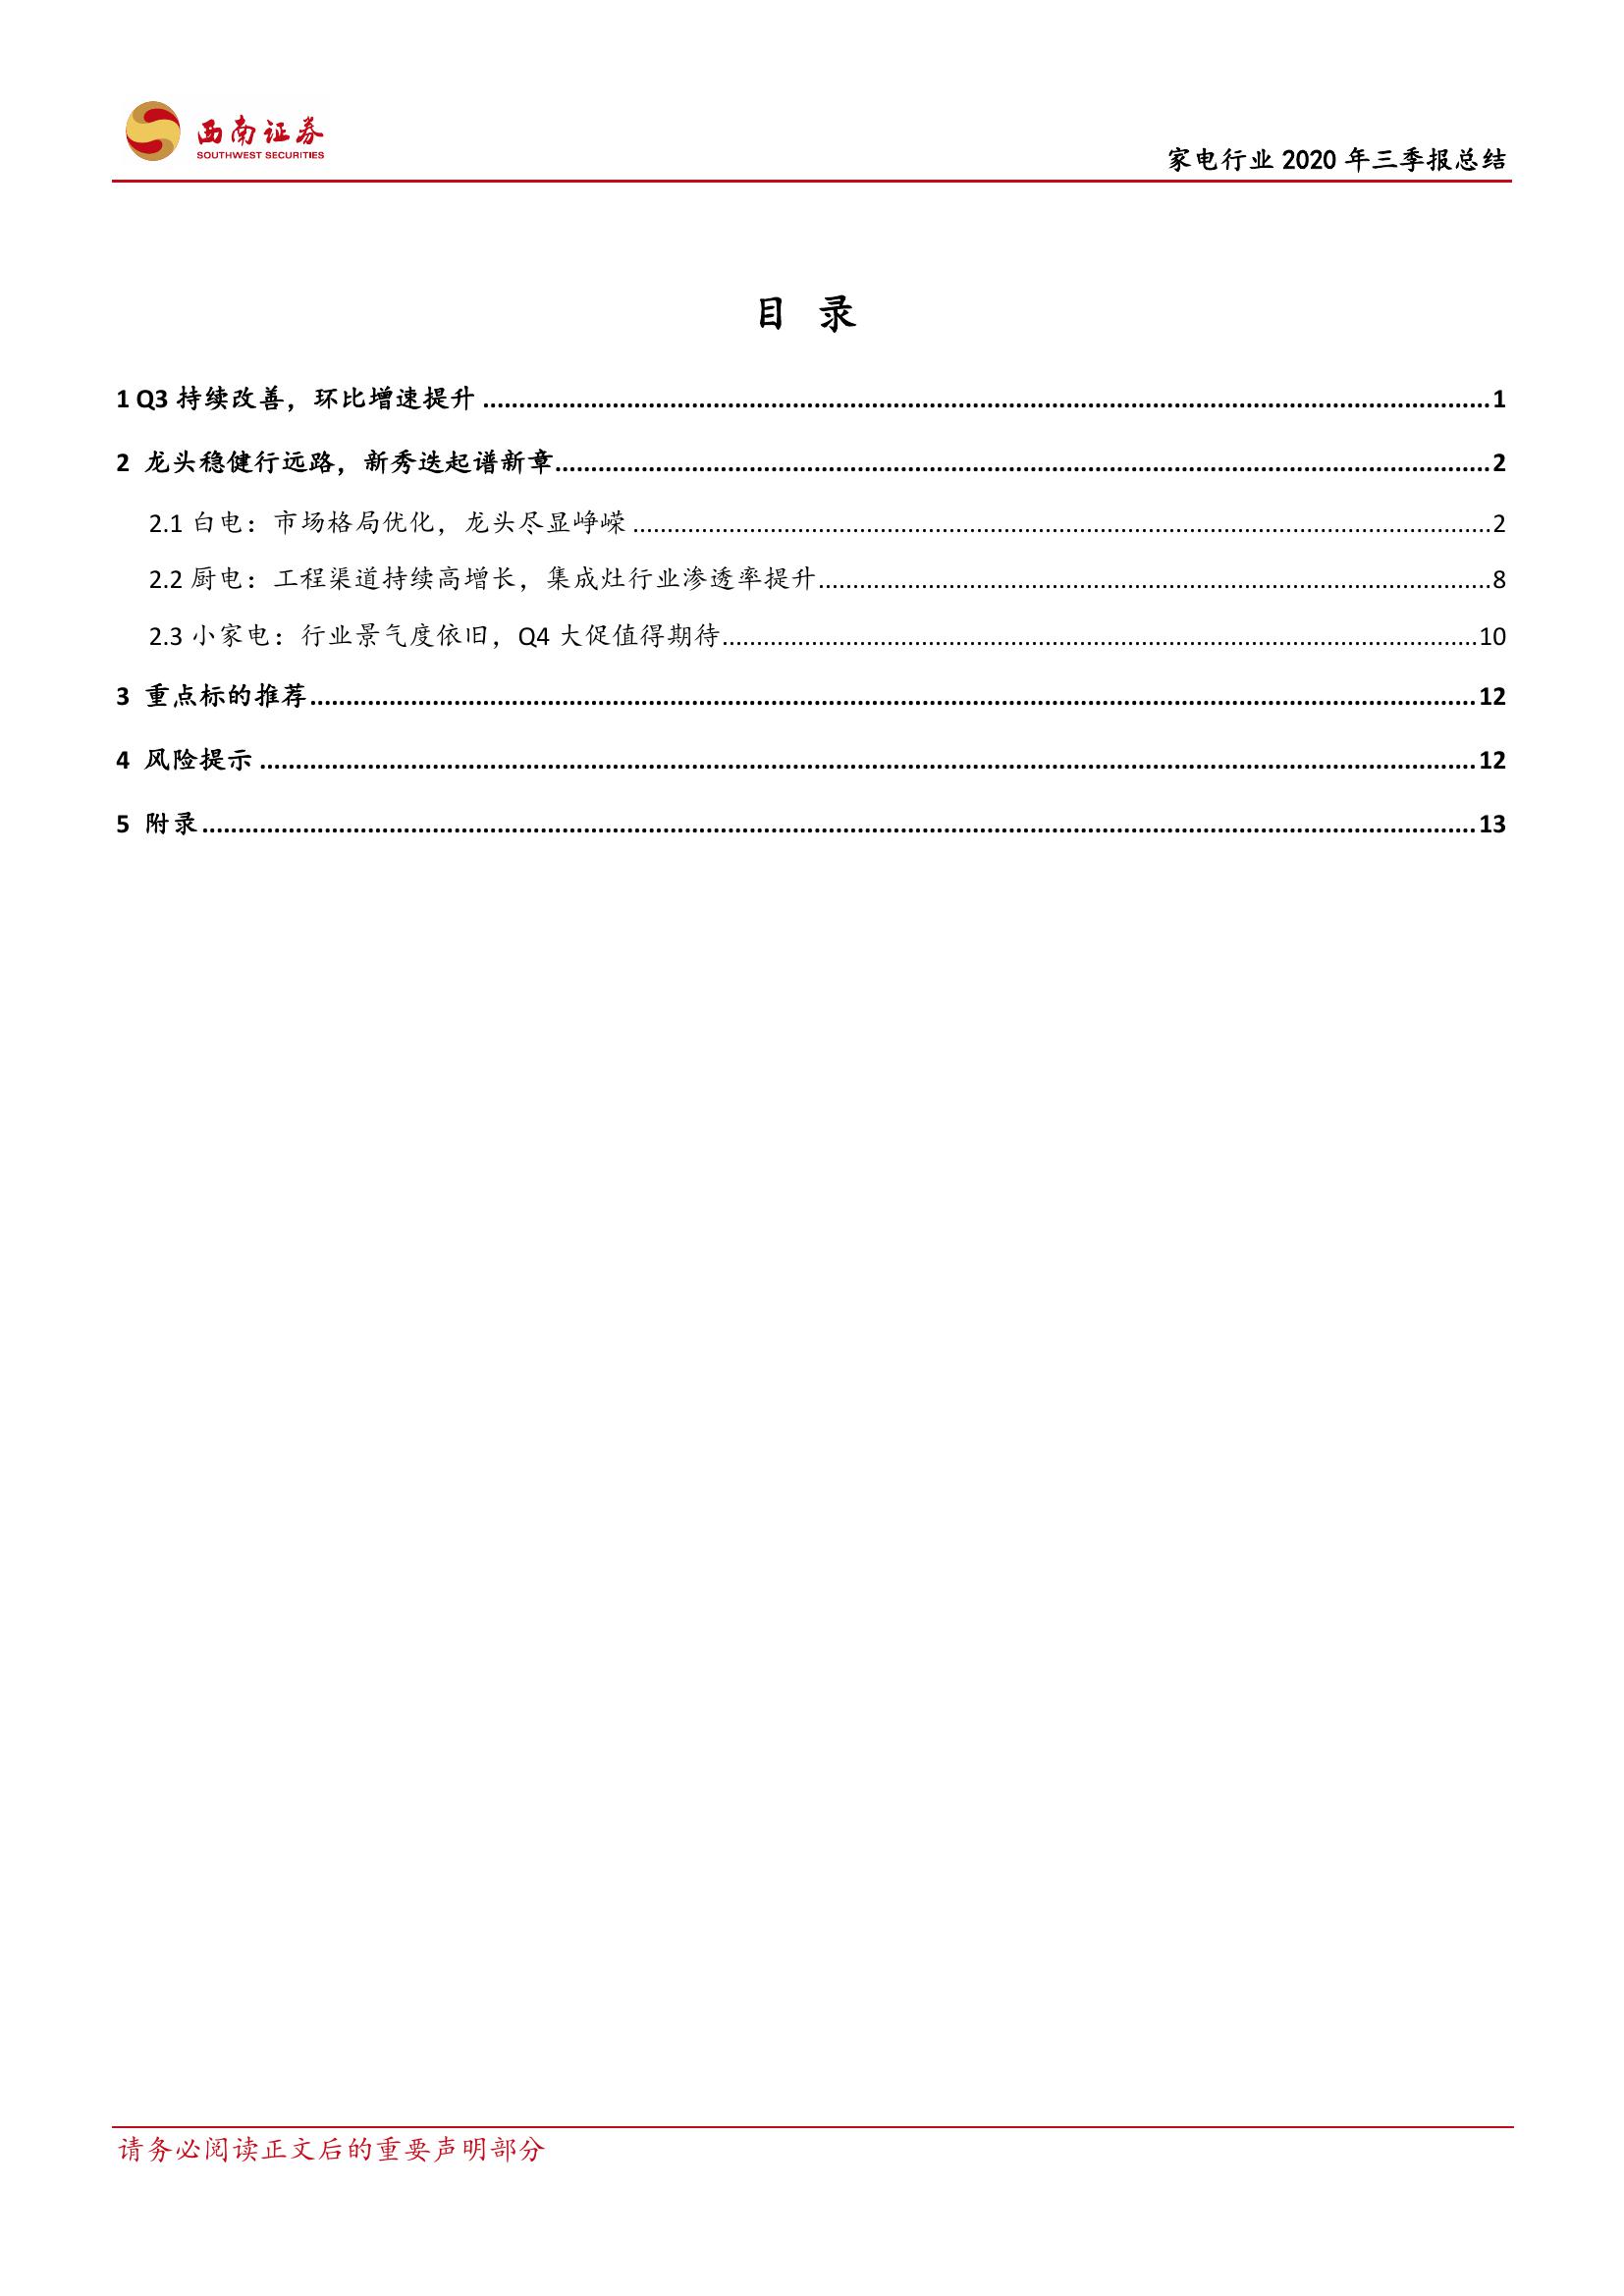 西南证券
SOUTHWEST SECURITIES
家电行业 2020 年三季报总结
目 录
1 Q3 持续改善，环比增速提升 ........................................ 1
2 龙头稳健行远路，新秀迭起谱新章 ........................................ 2
2.1 白电：市场格局优化，龙头尽显峥嵘 ........................................ 2
2.2 厨电：工程渠道持续高增长，集成灶行业渗透率提升 ........................................ 8
2.3 小家电：行业景气度依旧，Q4 大促值得期待 ........................................ 10
3 重点标的推荐 ........................................ 12
4 风险提示 ........................................ 12
5 附录 ........................................ 13
请务必阅读正文后的重要声明部分